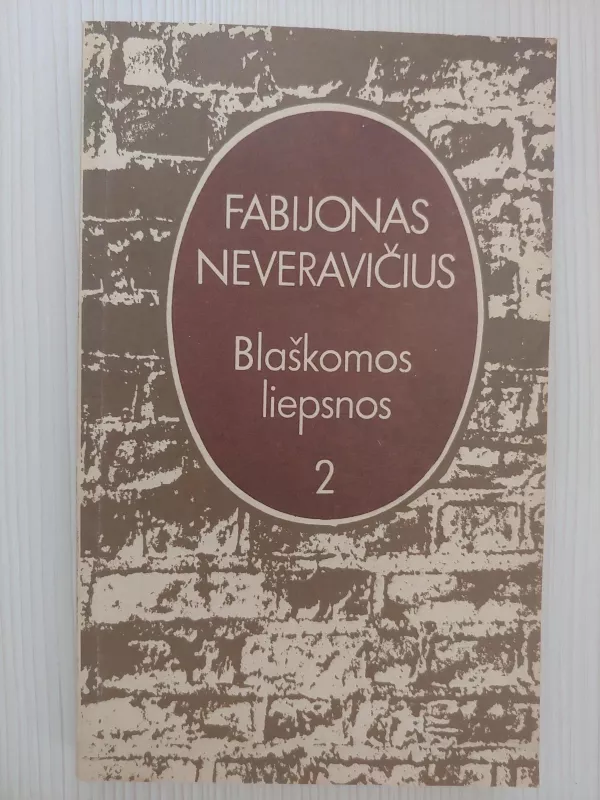 FABIJONAS
NEVERAVIČIUS
Blaškomos
liepsnos
2